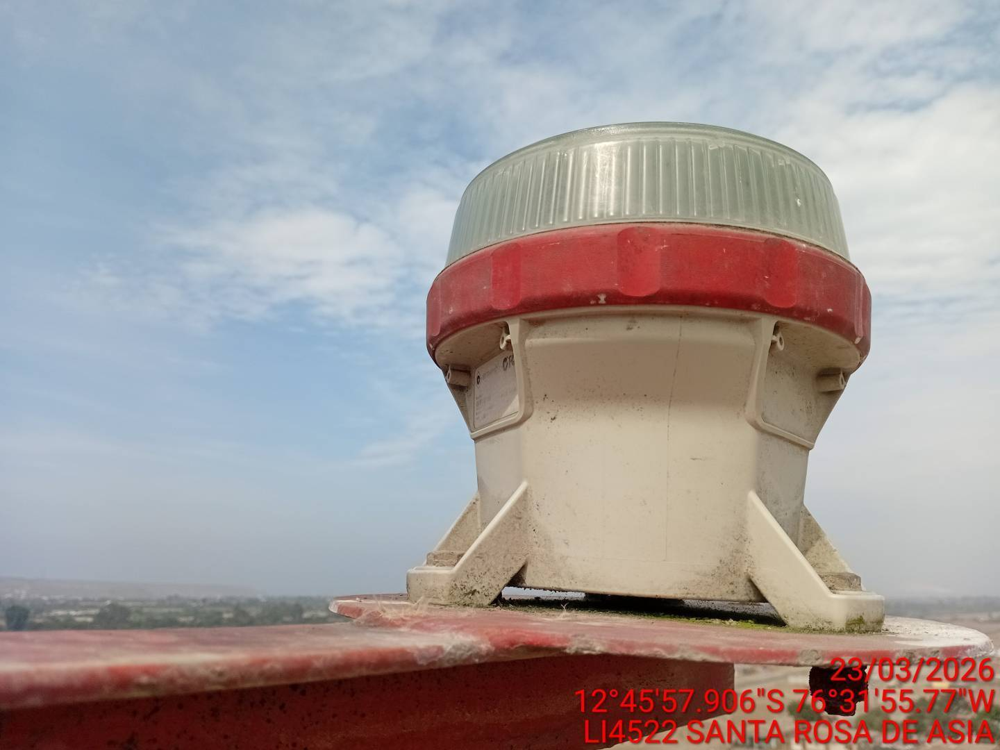 23/03/2026
12°45'57.906"S 76°31'55.77"W
LI4522 SANTA ROSA DE ASIA